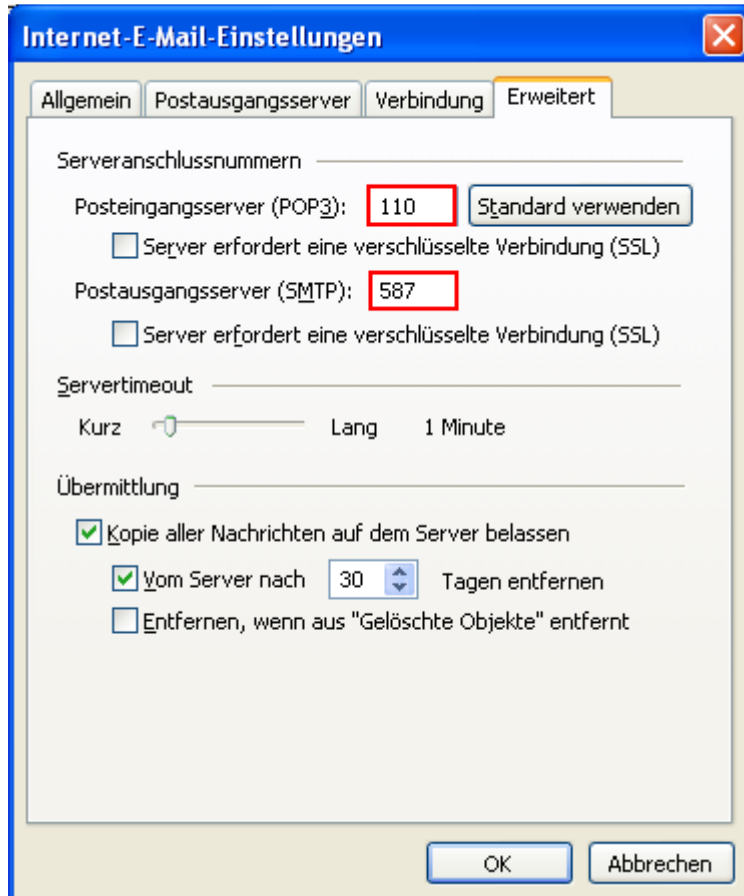 Internet-E-Mail-Einstellungen
Allgemein Postausgangsserver Verbindung Erweitert
Serveranschlussnummern
Posteingangsserver (POP3): 110 Standard verwenden
Server erfordert eine verschlüsselte Verbindung (SSL)
Postausgangsserver (SMTP): 587
Server erfordert eine verschlüsselte Verbindung (SSL)
Servertimeout
Kurz Lang 1 Minute
Übermittlung
Kopie aller Nachrichten auf dem Server belassen
Vom Server nach 30 Tagen entfernen
Entfernen, wenn aus "Gelöschte Objekte" entfernt
OK Abbrechen